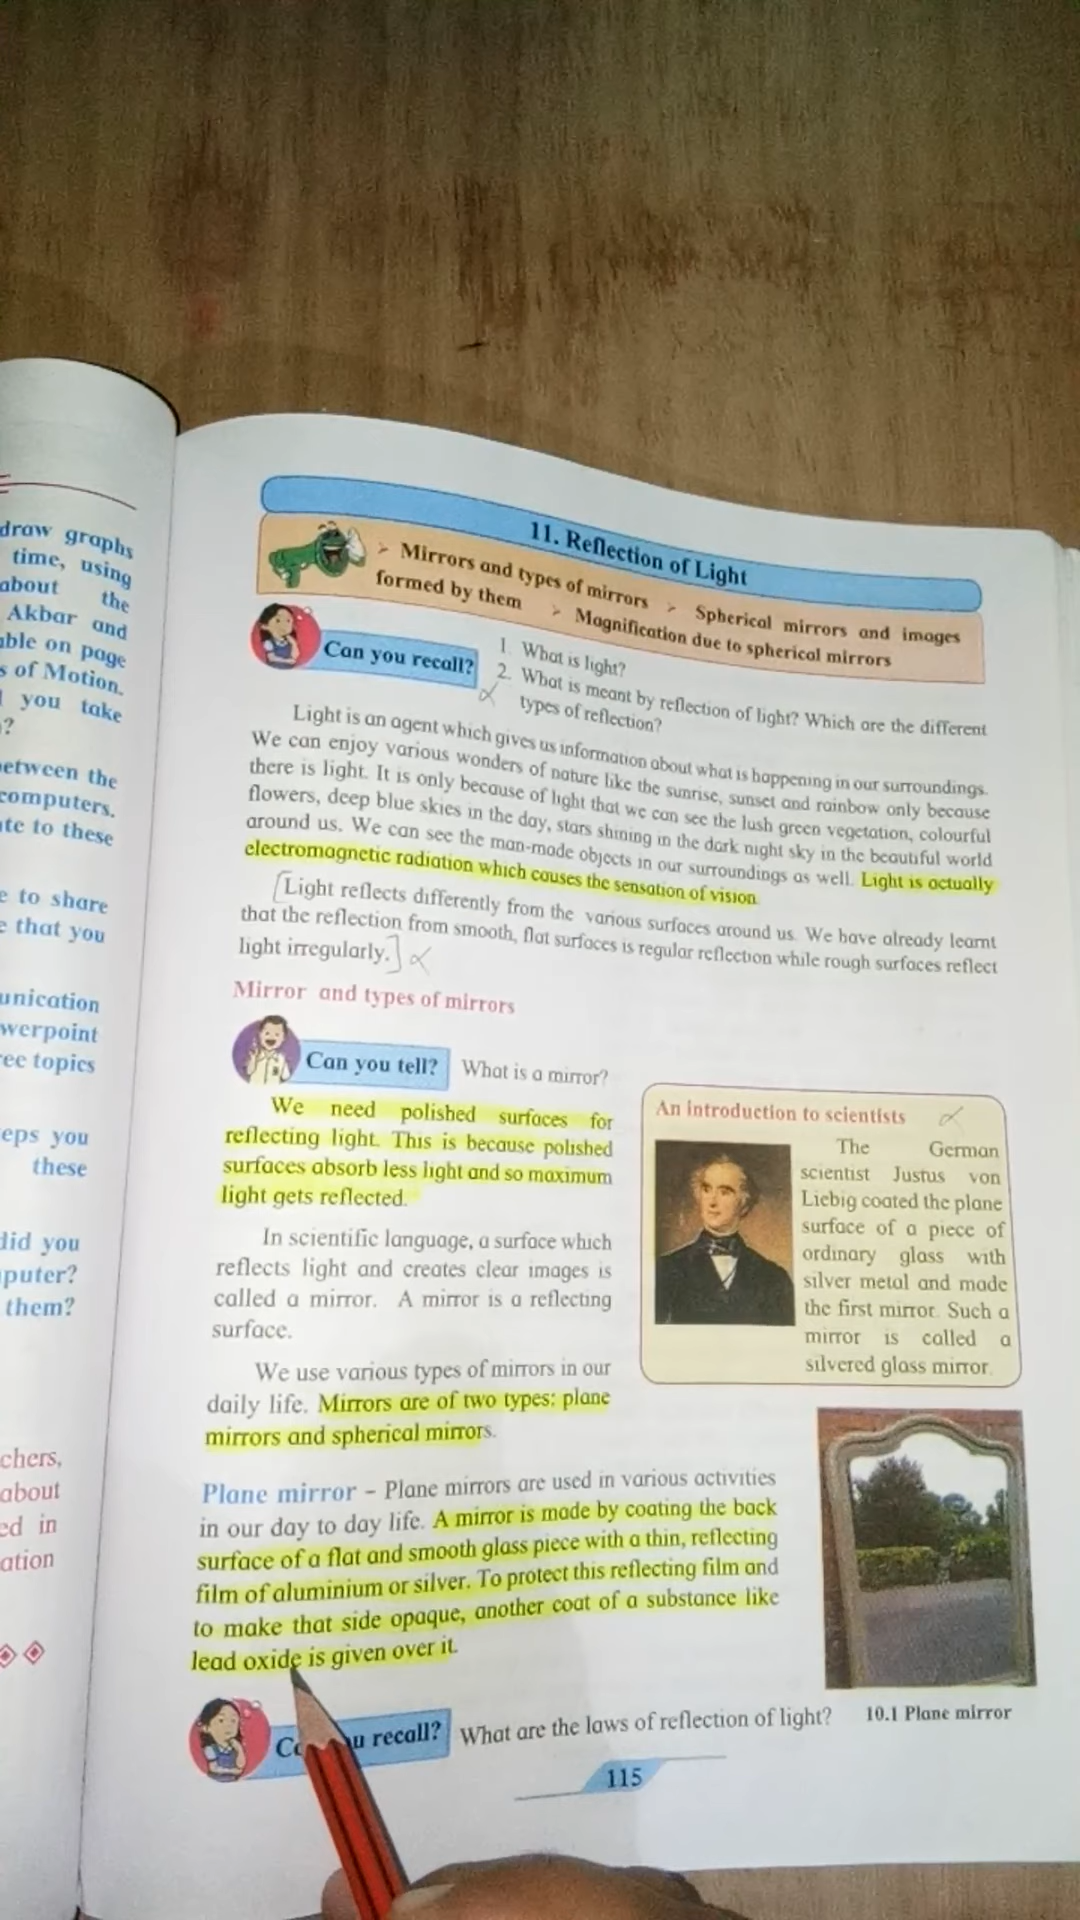 draw graphs
time, using
about the
Akbar and
able on page
s of Motion.
you take
?
between the
computers.
te to these
e to share
e that you
unication
werpoint
ree topics
eps you
these
did you
puter?
them?
chers,
about
ed in
ation
11. Reflection of Light
➢ Mirrors and types of mirrors ➢ Spherical mirrors and images
formed by them ➢ Magnification due to spherical mirrors
Can you recall?
1. What is light?
2. What is meant by reflection of light? Which are the different
types of reflection?
Light is an agent which gives us information about what is happening in our surroundings.
We can enjoy various wonders of nature like the sunrise, sunset and rainbow only because
there is light. It is only because of light that we can see the lush green vegetation, colourful
flowers, deep blue skies in the day, stars shining in the dark night sky in the beautiful world
around us. We can see the man-made objects in our surroundings as well. Light is actually
electromagnetic radiation which causes the sensation of vision.
Light reflects differently from the various surfaces around us. We have already learnt
that the reflection from smooth, flat surfaces is regular reflection while rough surfaces reflect
light irregularly.
Mirror and types of mirrors
Can you tell? What is a mirror?
We need polished surfaces for
reflecting light. This is because polished
surfaces absorb less light and so maximum
light gets reflected.
In scientific language, a surface which
reflects light and creates clear images is
called a mirror. A mirror is a reflecting
surface.
We use various types of mirrors in our
daily life. Mirrors are of two types: plane
mirrors and spherical mirrors.
An introduction to scientists
The German
scientist Justus von
Liebig coated the plane
surface of a piece of
ordinary glass with
silver metal and made
the first mirror. Such a
mirror is called a
silvered glass mirror.
Plane mirror – Plane mirrors are used in various activities
in our day to day life. A mirror is made by coating the back
surface of a flat and smooth glass piece with a thin, reflecting
film of aluminium or silver. To protect this reflecting film and
to make that side opaque, another coat of a substance like
lead oxide is given over it.
10.1 Plane mirror
u recall? What are the laws of reflection of light?
115